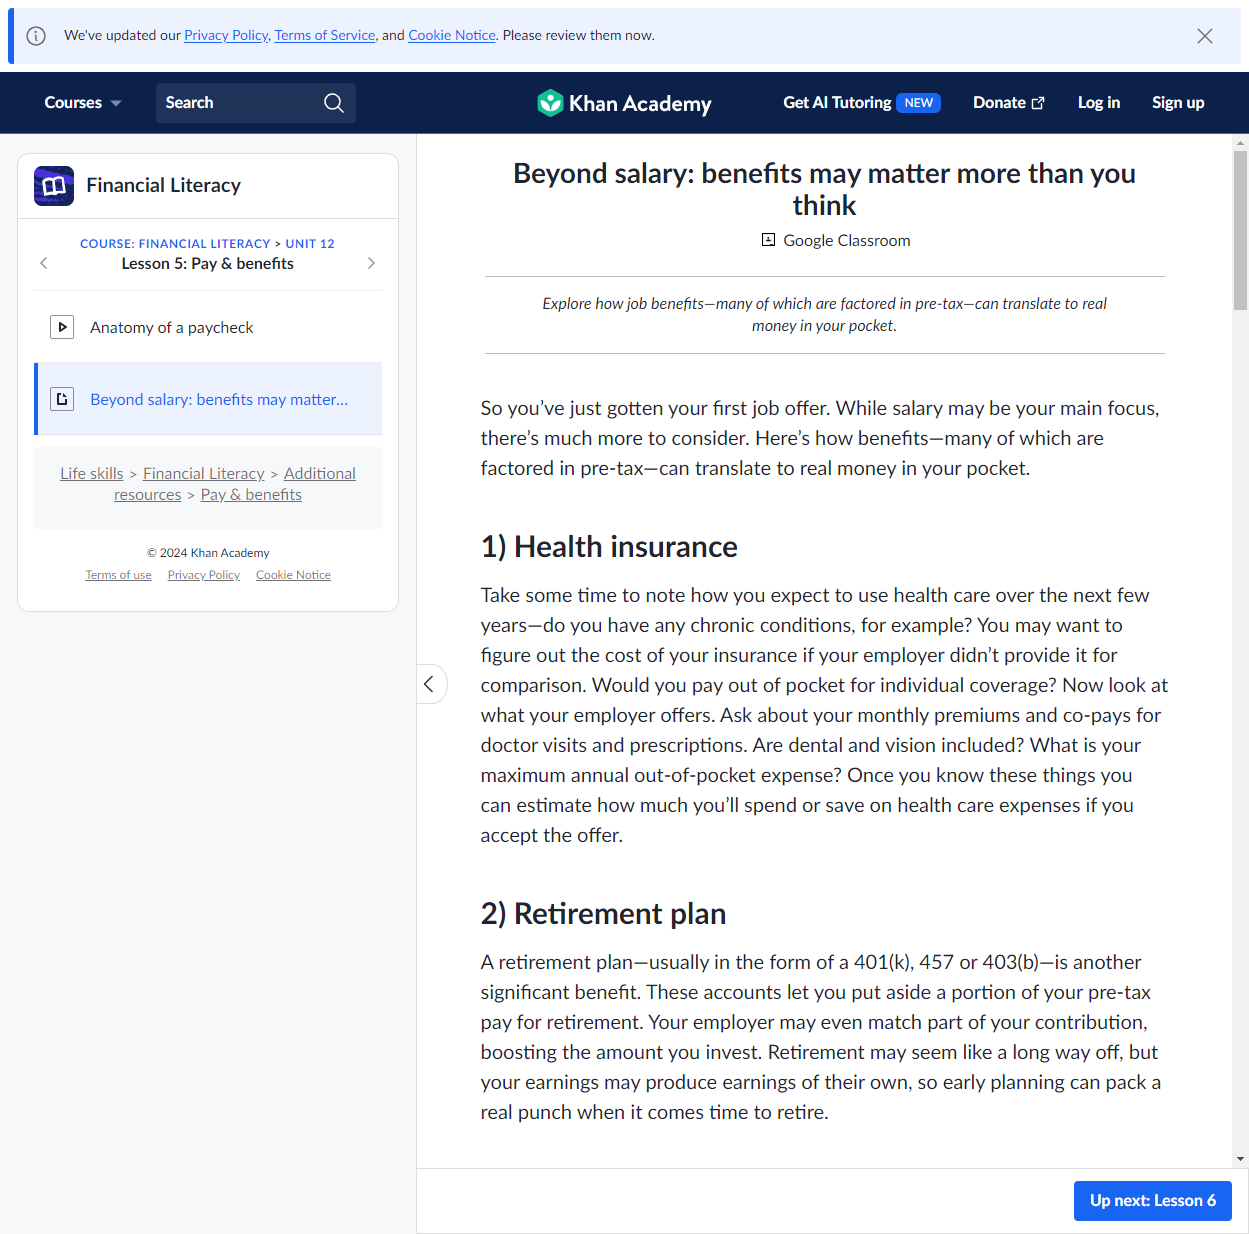 We've updated our Privacy Policy, Terms of Service, and Cookie Notice. Please review them now.
Courses
Search
Khan Academy
Get AI Tutoring NEW
Donate
Log in
Sign up
Financial Literacy
COURSE: FINANCIAL LITERACY > UNIT 12
Lesson 5: Pay & benefits
Anatomy of a paycheck
Beyond salary: benefits may matter...
Life skills > Financial Literacy > Additional
resources > Pay & benefits
© 2024 Khan Academy
Terms of use Privacy Policy Cookie Notice
Beyond salary: benefits may matter more than you
think
Google Classroom
Explore how job benefits—many of which are factored in pre-tax—can translate to real
money in your pocket.
So you’ve just gotten your first job offer. While salary may be your main focus,
there’s much more to consider. Here’s how benefits—many of which are
factored in pre-tax—can translate to real money in your pocket.
1) Health insurance
Take some time to note how you expect to use health care over the next few
years—do you have any chronic conditions, for example? You may want to
figure out the cost of your insurance if your employer didn’t provide it for
comparison. Would you pay out of pocket for individual coverage? Now look at
what your employer offers. Ask about your monthly premiums and co-pays for
doctor visits and prescriptions. Are dental and vision included? What is your
maximum annual out-of-pocket expense? Once you know these things you
can estimate how much you’ll spend or save on health care expenses if you
accept the offer.
2) Retirement plan
A retirement plan—usually in the form of a 401(k), 457 or 403(b)—is another
significant benefit. These accounts let you put aside a portion of your pre-tax
pay for retirement. Your employer may even match part of your contribution,
boosting the amount you invest. Retirement may seem like a long way off, but
your earnings may produce earnings of their own, so early planning can pack a
real punch when it comes time to retire.
Up next: Lesson 6